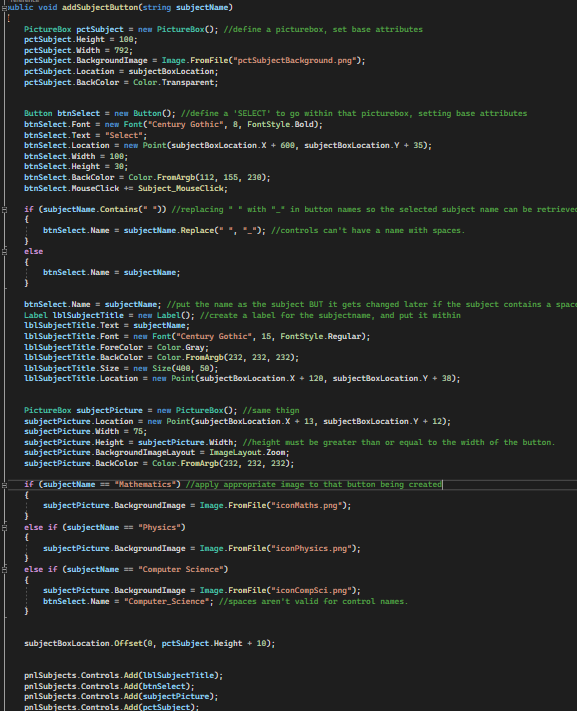 public void addSubjectButton(string subjectName)
{
PictureBox pctSubject = new PictureBox(); //define a picturebox, set base attributes
pctSubject.Height = 100;
pctSubject.Width = 792;
pctSubject.BackgroundImage = Image.FromFile("pctSubjectBackground.png");
pctSubject.Location = subjectBoxLocation;
pctSubject.BackColor = Color.Transparent;
Button btnSelect = new Button(); //define a 'SELECT' to go within that picturebox, setting base attributes
btnSelect.Font = new Font("Century Gothic", 8, FontStyle.Bold);
btnSelect.Text = "Select";
btnSelect.Location = new Point(subjectBoxLocation.X + 600, subjectBoxLocation.Y + 35);
btnSelect.Width = 100;
btnSelect.Height = 30;
btnSelect.BackColor = Color.FromArgb(112, 155, 230);
btnSelect.MouseClick += Subject_MouseClick;
if (subjectName.Contains(" ")) //replacing " " with "_" in button names so the selected subject name can be retrieved
{
btnSelect.Name = subjectName.Replace(" ", "_"); //controls can't have a name with spaces.
}
else
{
btnSelect.Name = subjectName;
}
btnSelect.Name = subjectName; //put the name as the subject BUT it gets changed later if the subject contains a spac
Label lblSubjectTitle = new Label(); //create a label for the subjectname, and put it within
lblSubjectTitle.Text = subjectName;
lblSubjectTitle.Font = new Font("Century Gothic", 15, FontStyle.Regular);
lblSubjectTitle.ForeColor = Color.Gray;
lblSubjectTitle.BackColor = Color.FromArgb(232, 232, 232);
lblSubjectTitle.Size = new Size(400, 50);
lblSubjectTitle.Location = new Point(subjectBoxLocation.X + 120, subjectBoxLocation.Y + 38);
PictureBox subjectPicture = new PictureBox(); //same thign
subjectPicture.Location = new Point(subjectBoxLocation.X + 13, subjectBoxLocation.Y + 12);
subjectPicture.Width = 75;
subjectPicture.Height = subjectPicture.Width; //height must be greater than or equal to the width of the button.
subjectPicture.BackgroundImageLayout = ImageLayout.Zoom;
subjectPicture.BackColor = Color.FromArgb(232, 232, 232);
if (subjectName == "Mathematics") //apply appropriate image to that button being created
{
subjectPicture.BackgroundImage = Image.FromFile("iconMaths.png");
}
else if (subjectName == "Physics")
{
subjectPicture.BackgroundImage = Image.FromFile("iconPhysics.png");
}
else if (subjectName == "Computer Science")
{
subjectPicture.BackgroundImage = Image.FromFile("iconCompSci.png");
btnSelect.Name = "Computer_Science"; //spaces aren't valid for control names.
}
subjectBoxLocation.Offset(0, pctSubject.Height + 10);
pnlSubjects.Controls.Add(lblSubjectTitle);
pnlSubjects.Controls.Add(btnSelect);
pnlSubjects.Controls.Add(subjectPicture);
pnlSubjects.Controls.Add(pctSubject);